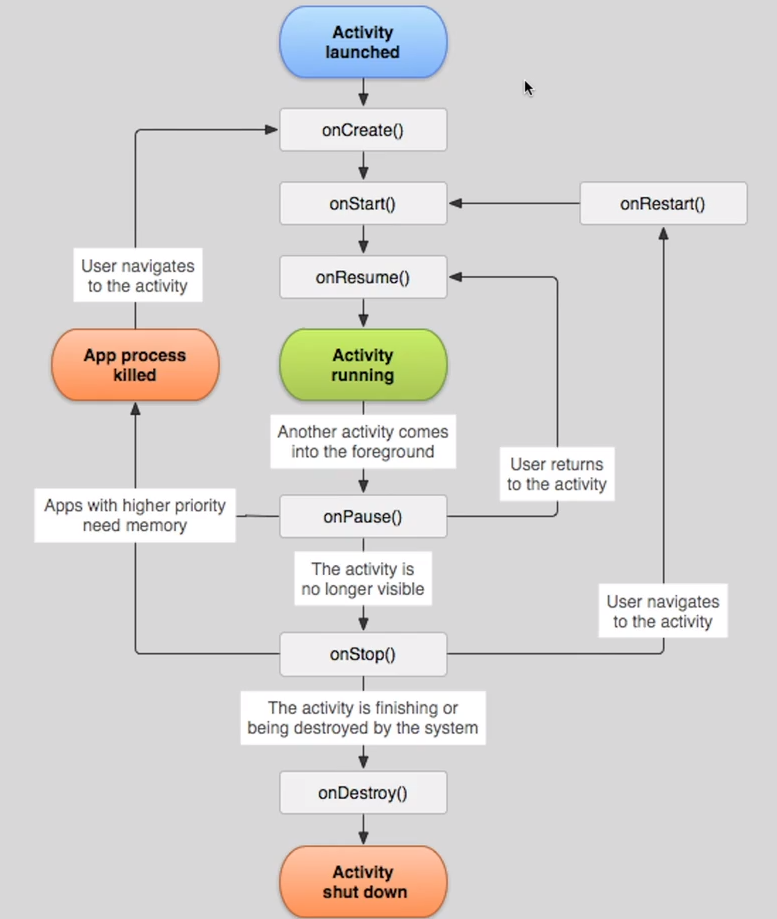 Activity
launched
onCreate()
onStart()
onRestart()
User navigates
to the activity
onResume()
App process
killed
Activity
running
Another activity comes
into the foreground
User returns
to the activity
Apps with higher priority
need memory
onPause()
The activity is
no longer visible
User navigates
to the activity
onStop()
The activity is finishing or
being destroyed by the system
onDestroy()
Activity
shut down